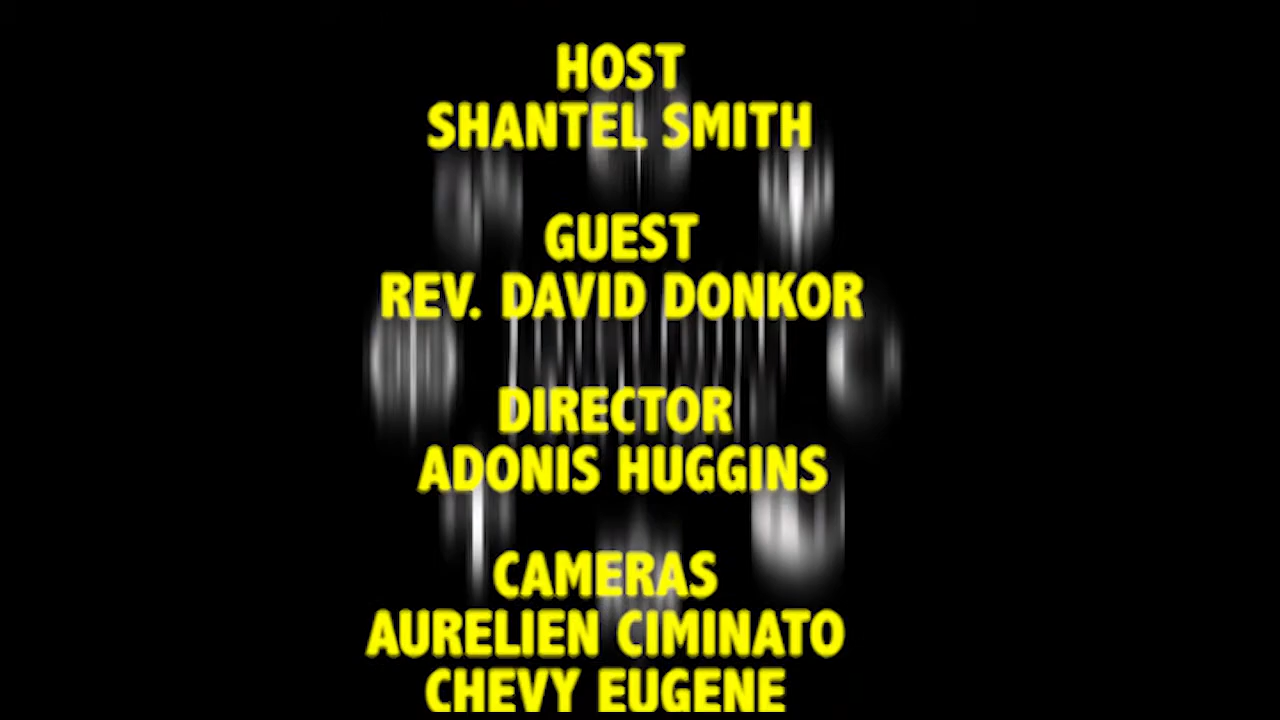 HOST
SHANTEL SMITH
GUEST
REV. DAVID DONKOR
DIRECTOR
ADONIS HUGGINS
CAMERAS
AURELIEN CIMINATO
CHEVY EUGENE